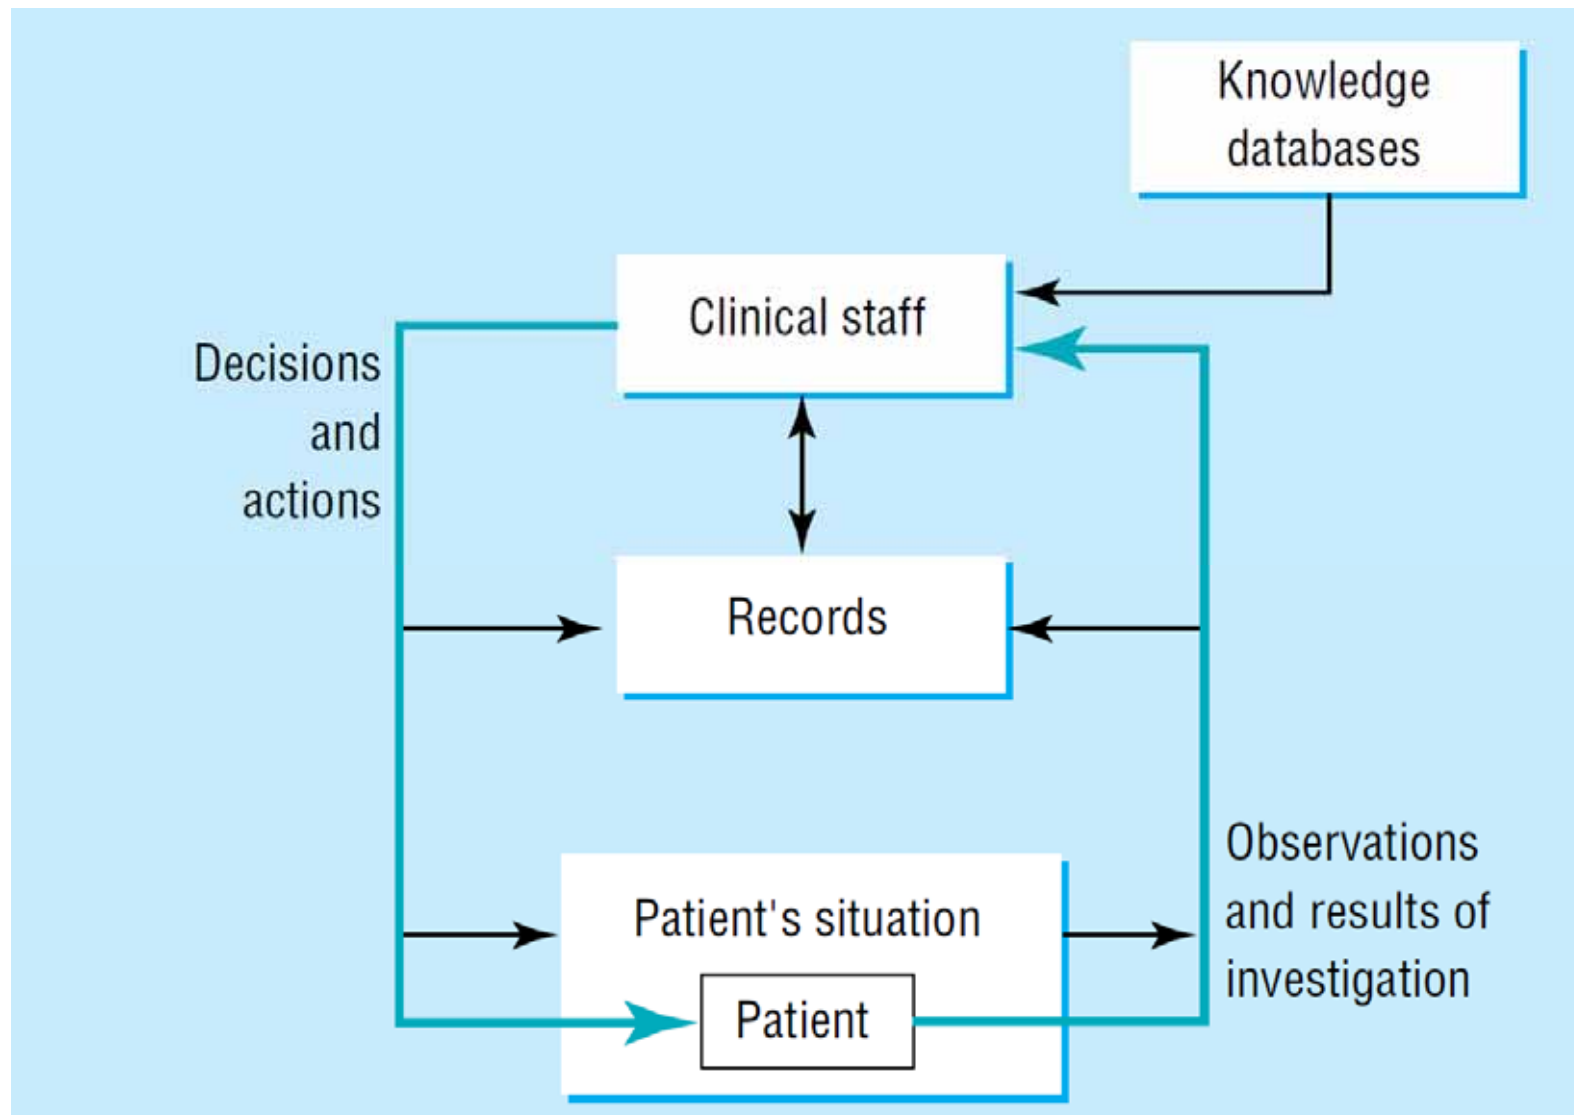 Knowledge
databases
Clinical staff
Decisions
and
actions
Records
Patient's situation
Patient
Observations
and results of
investigation